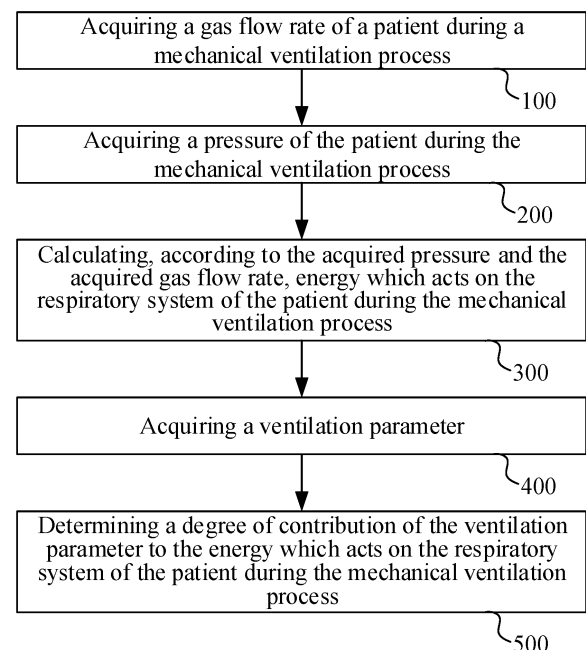 Acquiring a gas flow rate of a patient during a
mechanical ventilation process
100
Acquiring a pressure of the patient during the
mechanical ventilation process
200
Calculating, according to the acquired pressure and the
acquired gas flow rate, energy which acts on the
respiratory system of the patient during the mechanical
ventilation process
300
Acquiring a ventilation parameter
400
Determining a degree of contribution of the ventilation
parameter to the energy which acts on the respiratory
system of the patient during the mechanical ventilation
process
500